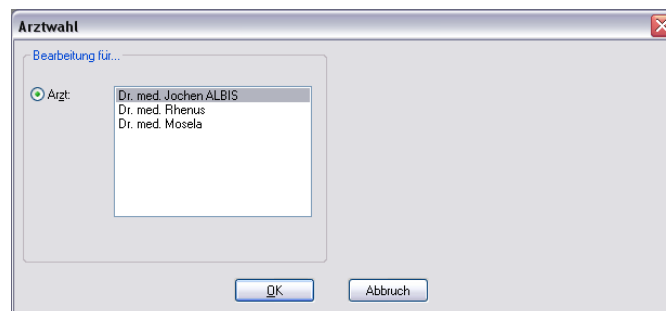 Arztwahl
Bearbeitung für...
Arzt:
Dr. med. Jochen ALBIS
Dr. med. Rhenus
Dr. med. Mosela
OK
Abbruch